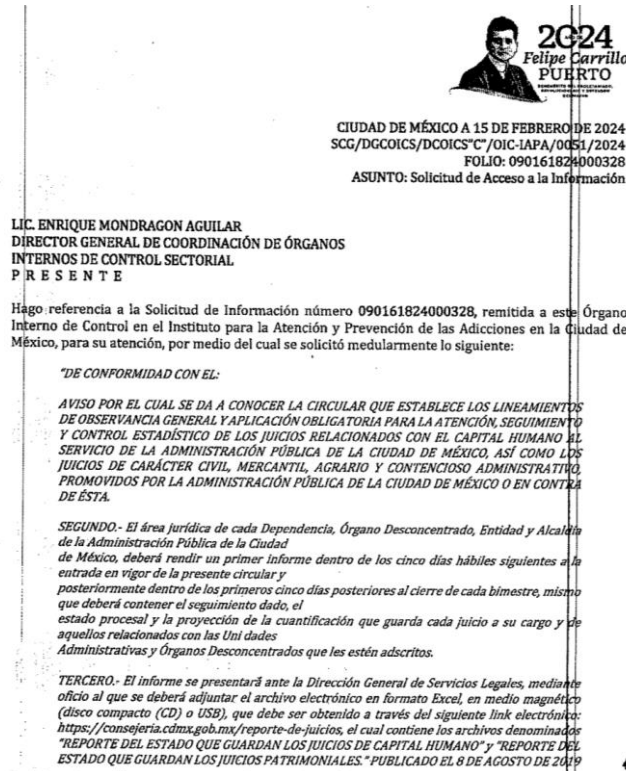 2024
Felipe Carrillo
PUERTO
CIUDAD DE MÉXICO A 15 DE FEBRERO DE 2024
SCG/DGCOICS/DCOICS"C"/OIC-IAPA/0051/2024
FOLIO: 090161824000328
ASUNTO: Solicitud de Acceso a la Información
LIC. ENRIQUE MONDRAGON AGUILAR
DIRECTOR GENERAL DE COORDINACIÓN DE ÓRGANOS
INTERNOS DE CONTROL SECTORIAL
P R E S E N T E
Hago referencia a la Solicitud de Información número 090161824000328, remitida a este Órgano
Interno de Control en el Instituto para la Atención y Prevención de las Adicciones en la Ciudad de
México, para su atención, por medio del cual se solicitó medularmente lo siguiente:
"DE CONFORMIDAD CON EL:
AVISO POR EL CUAL SE DA A CONOCER LA CIRCULAR QUE ESTABLECE LOS LINEAMIENTOS
DE OBSERVANCIA GENERAL Y APLICACIÓN OBLIGATORIA PARA LA ATENCIÓN, SEGUIMIENTO
Y CONTROL ESTADÍSTICO DE LOS JUICIOS RELACIONADOS CON EL CAPITAL HUMANO AL
SERVICIO DE LA ADMINISTRACIÓN PÚBLICA DE LA CIUDAD DE MÉXICO, ASÍ COMO LOS
JUICIOS DE CARÁCTER CIVIL, MERCANTIL, AGRARIO Y CONTENCIOSO ADMINISTRATIVO,
PROMOVIDOS POR LA ADMINISTRACIÓN PÚBLICA DE LA CIUDAD DE MÉXICO O EN CONTRA
DE ÉSTA.
SEGUNDO.- El área jurídica de cada Dependencia, Órgano Desconcentrado, Entidad y Alcaldía
de la Administración Pública de la Ciudad
de México, deberá rendir un primer informe dentro de los cinco días hábiles siguientes a la
entrada en vigor de la presente circular y
posteriormente dentro de los primeros cinco días posteriores al cierre de cada bimestre, mismo
que deberá contener el seguimiento dado, el
estado procesal y la proyección de la cuantificación que guarda cada juicio a su cargo y de
aquellos relacionados con las Uni dades
Administrativas y Órganos Desconcentrados que les estén adscritos.
TERCERO.- El informe se presentará ante la Dirección General de Servicios Legales, mediante
oficio al que se deberá adjuntar el archivo electrónico en formato Excel, en medio magnético
(disco compacto (CD) o USB), que debe ser obtenido a través del siguiente link electrónico:
https://consejeria.cdmx.gob.mx/reporte-de-juicios, el cual contiene los archivos denominados
"REPORTE DEL ESTADO QUE GUARDAN LOS JUICIOS DE CAPITAL HUMANO" y "REPORTE DEL
ESTADO QUE GUARDAN LOS JUICIOS PATRIMONIALES." PUBLICADO EL 8 DE AGOSTO DE 2019